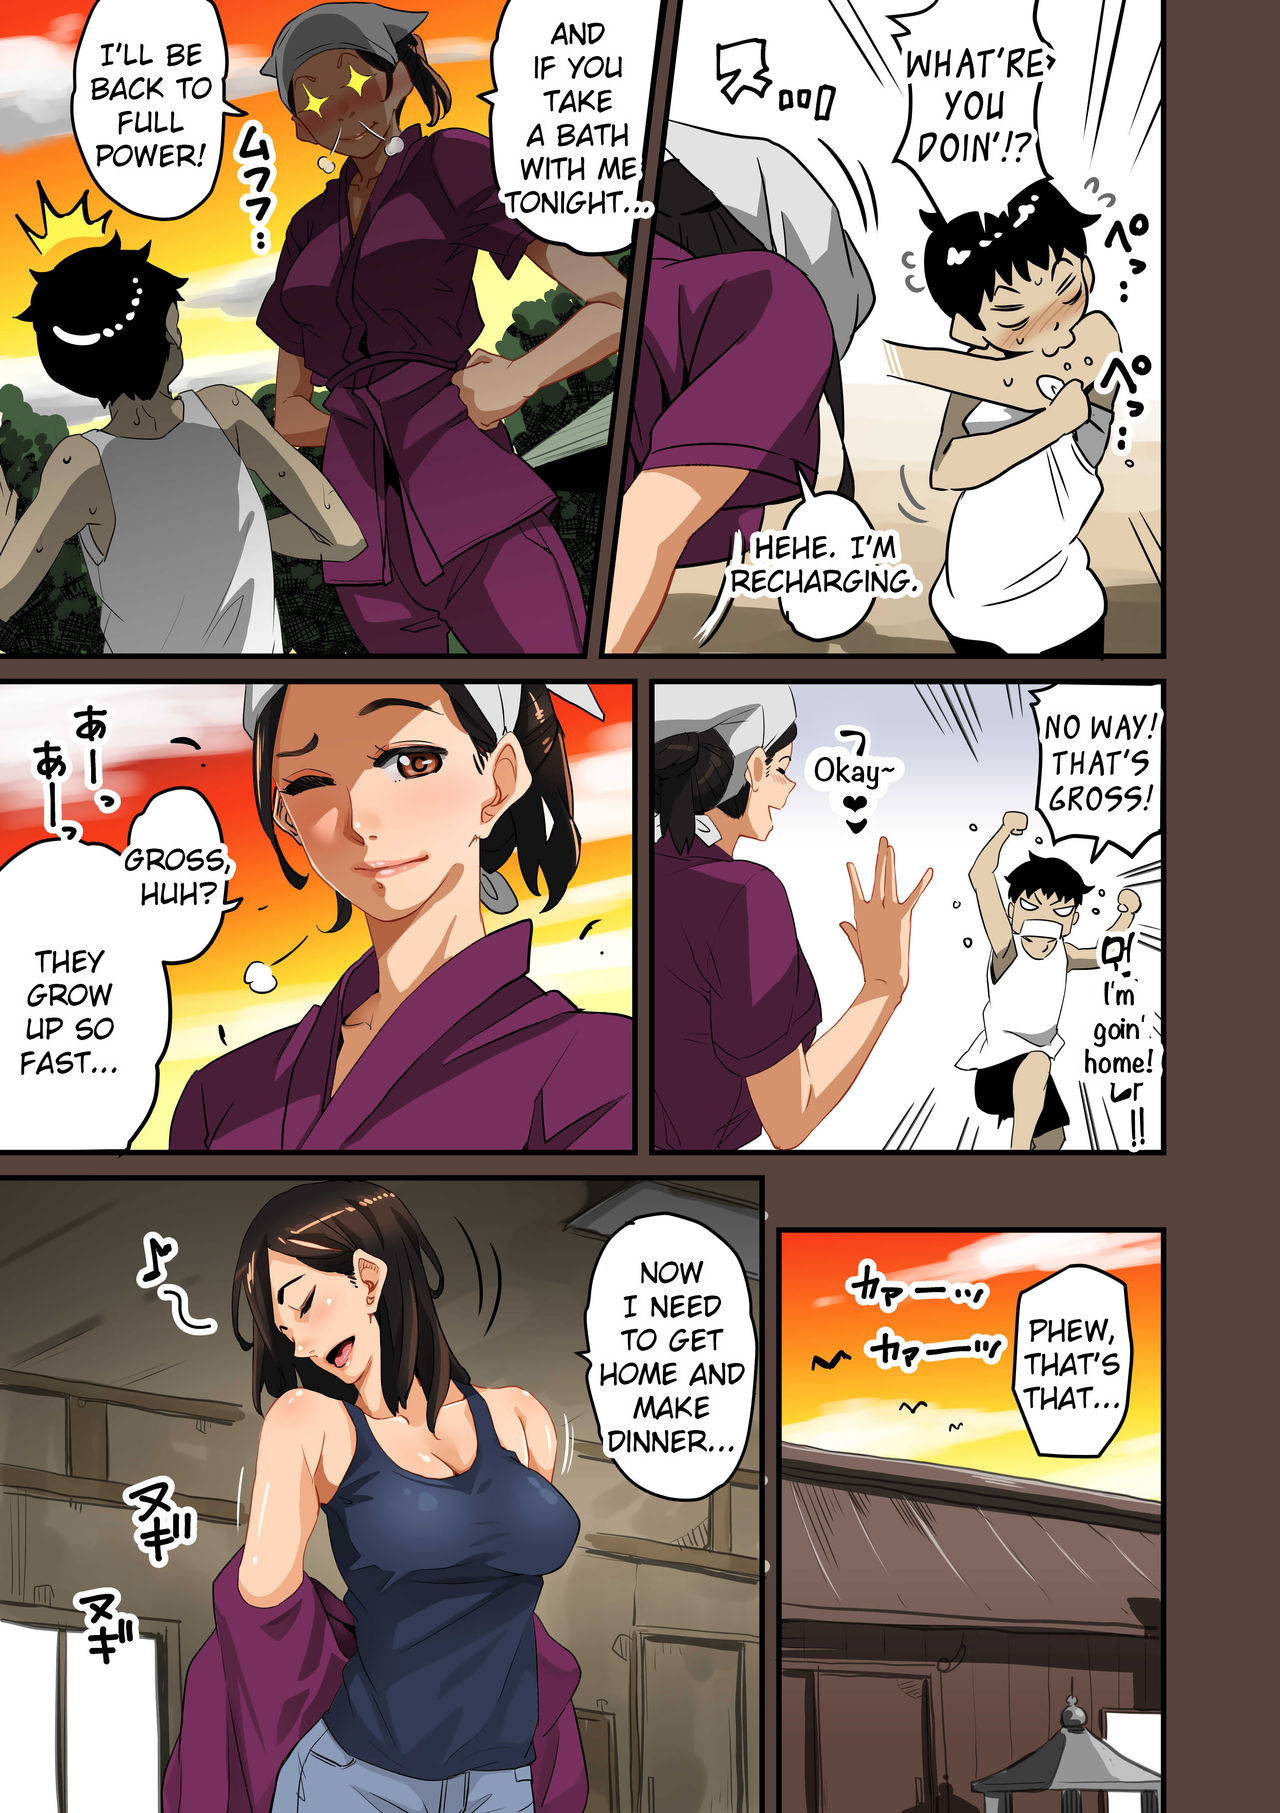 WHAT'RE
YOU
DOIN'!?
ペっ…
ペっ…
HEHE. I'M
RECHARGING.
AND
IF YOU
TAKE
A BATH
WITH ME
TONIGHT...
I'LL BE
BACK TO
FULL
POWER!
ムフフ…
NO WAY!
THAT'S
GROSS!
I'm
goin'
home!
!!
Okay~
GROSS,
HUH?
THEY
GROW
UP SO
FAST...
あーっ
あーっ
PHEW,
THAT'S
THAT...
カァーッ
カァーッ
NOW
I NEED
TO GET
HOME AND
MAKE
DINNER...
ヌギ
ヌギ